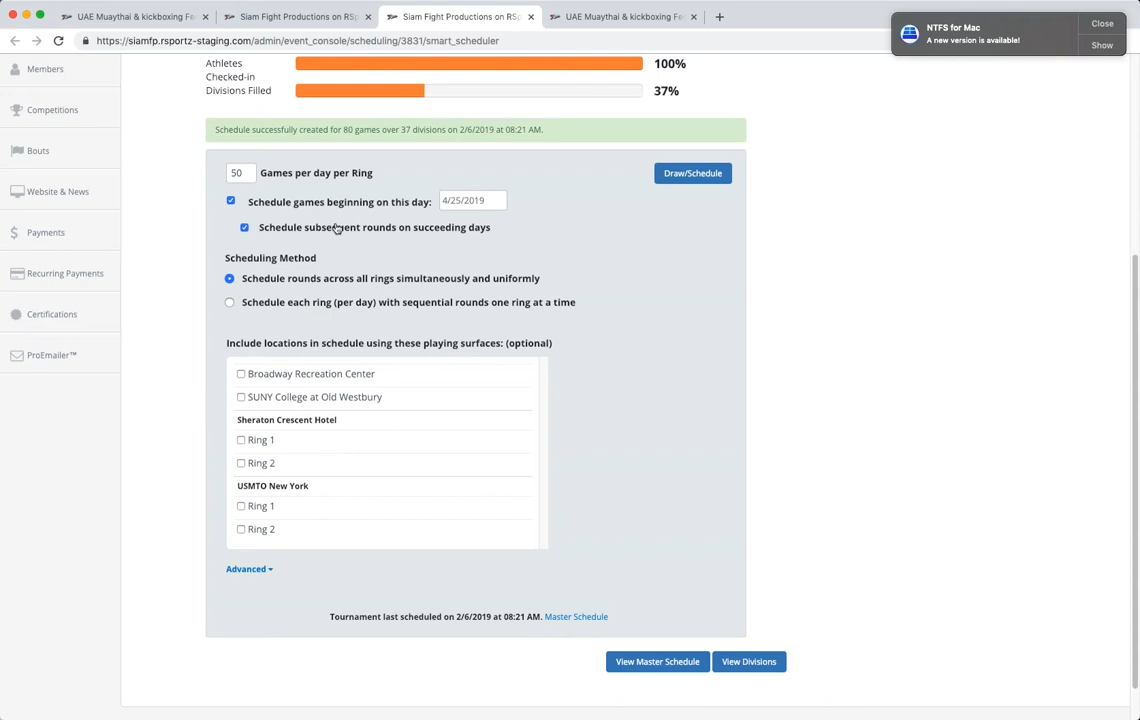 UAE Muaythai & kickboxing Fe
Siam Fight Productions on RSp
Siam Fight Productions on RSp
UAE Muaythai & kickboxing Fec
https://siamfp.rsportz-staging.com/admin/event_console/scheduling/3831/smart_scheduler
NTFS for Mac
A new version is available!
Close
Show
Members
Competitions
Bouts
Website & News
Payments
Recurring Payments
Certifications
ProEmailer™
Athletes
Checked-in
100%
Divisions Filled
37%
Schedule successfully created for 80 games over 37 divisions on 2/6/2019 at 08:21 AM.
50 Games per day per Ring
Draw/Schedule
Schedule games beginning on this day: 4/25/2019
Schedule subsequent rounds on succeeding days
Scheduling Method
Schedule rounds across all rings simultaneously and uniformly
Schedule each ring (per day) with sequential rounds one ring at a time
Include locations in schedule using these playing surfaces: (optional)
Broadway Recreation Center
SUNY College at Old Westbury
Sheraton Crescent Hotel
Ring 1
Ring 2
USMTO New York
Ring 1
Ring 2
Advanced
Tournament last scheduled on 2/6/2019 at 08:21 AM. Master Schedule
View Master Schedule
View Divisions